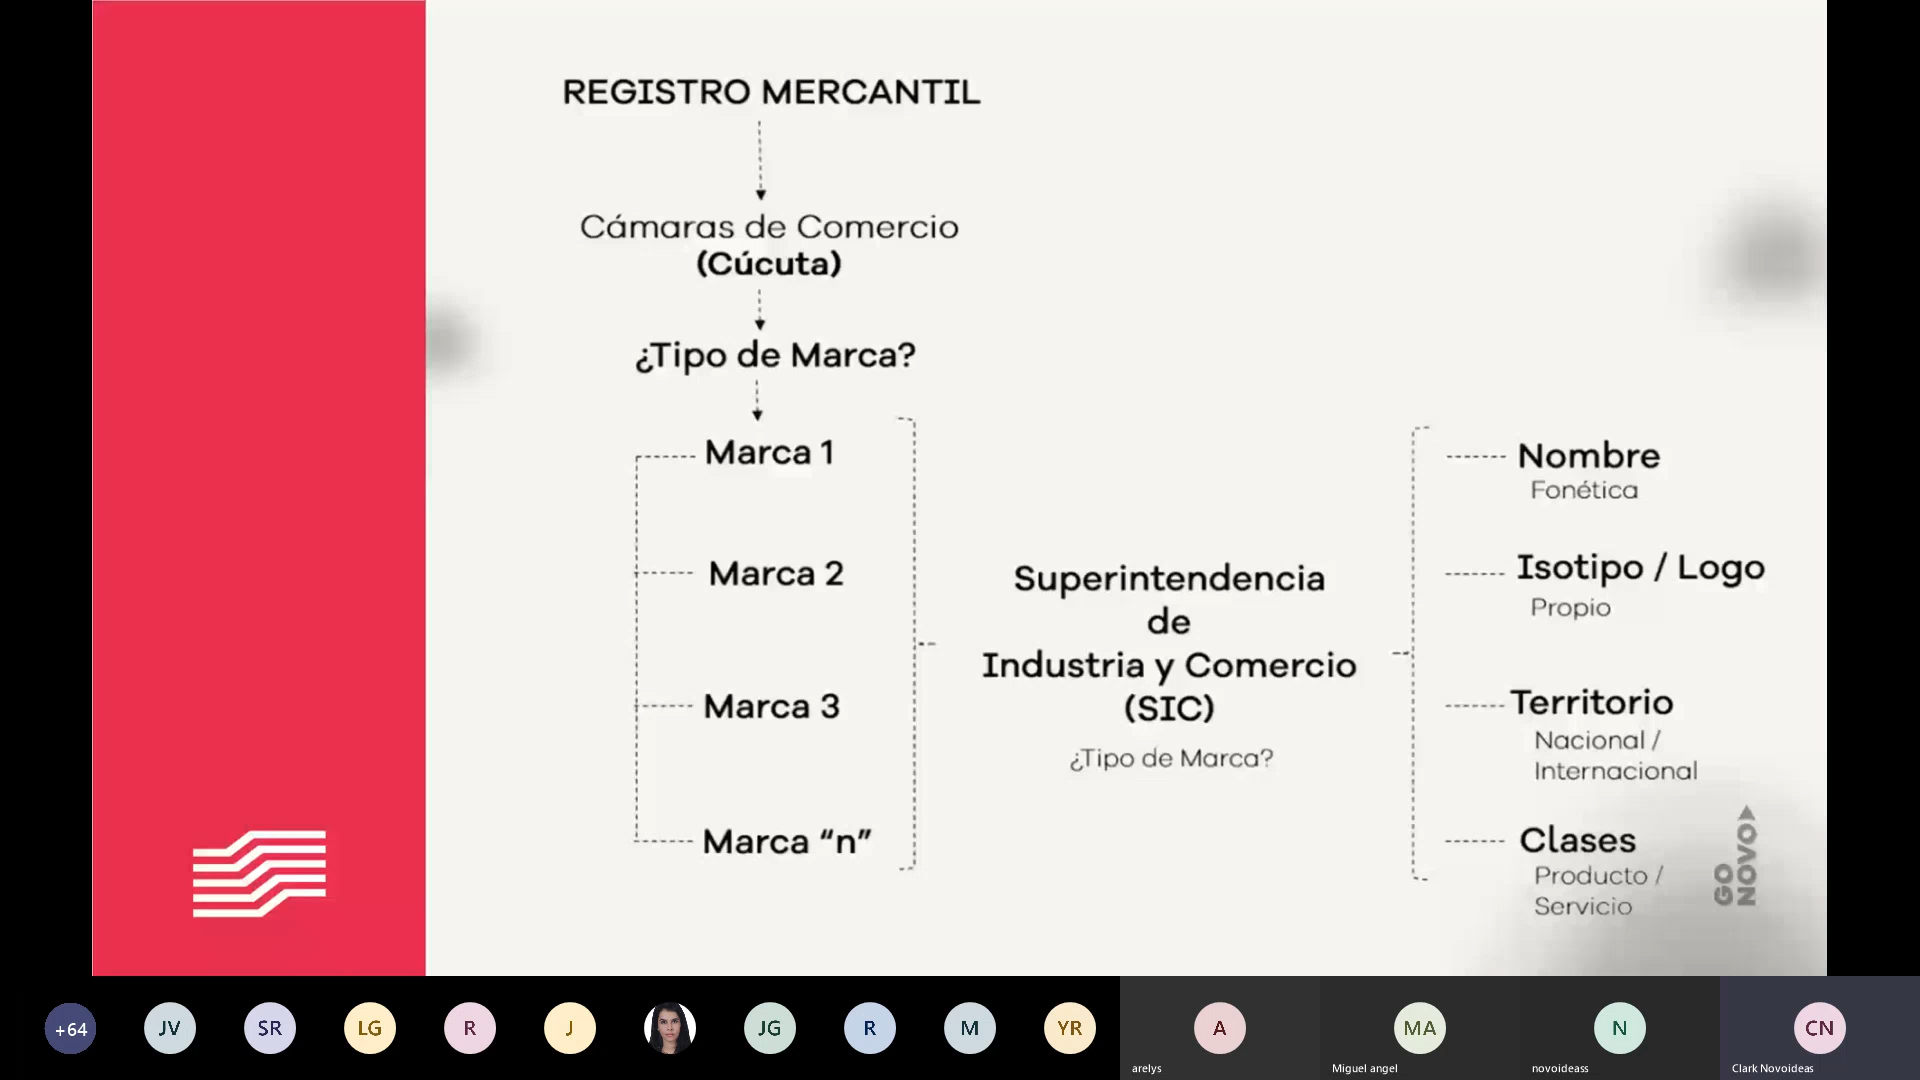 REGISTRO MERCANTIL
Cámaras de Comercio
(Cúcuta)
¿Tipo de Marca?
Marca 1
Marca 2
Marca 3
Marca “n”
Superintendencia
de
Industria y Comercio
(SIC)
¿Tipo de Marca?
Nombre
Fonética
Isotipo / Logo
Propio
Territorio
Nacional /
Internacional
Clases
Producto /
Servicio
GO
NOVO
+64
JV
SR
LG
R
J
JG
R
M
YR
A
arelys
MA
Miguel angel
N
novoideass
CN
Clark Novoideas